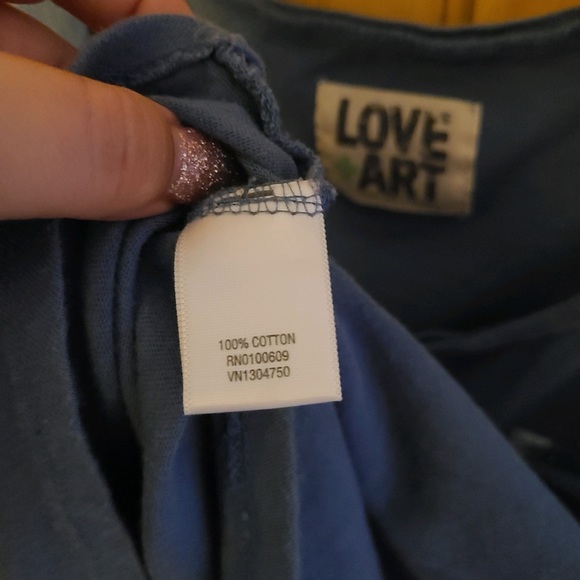 LOVE
+ ART
100% COTTON
RN0100609
VN1304750